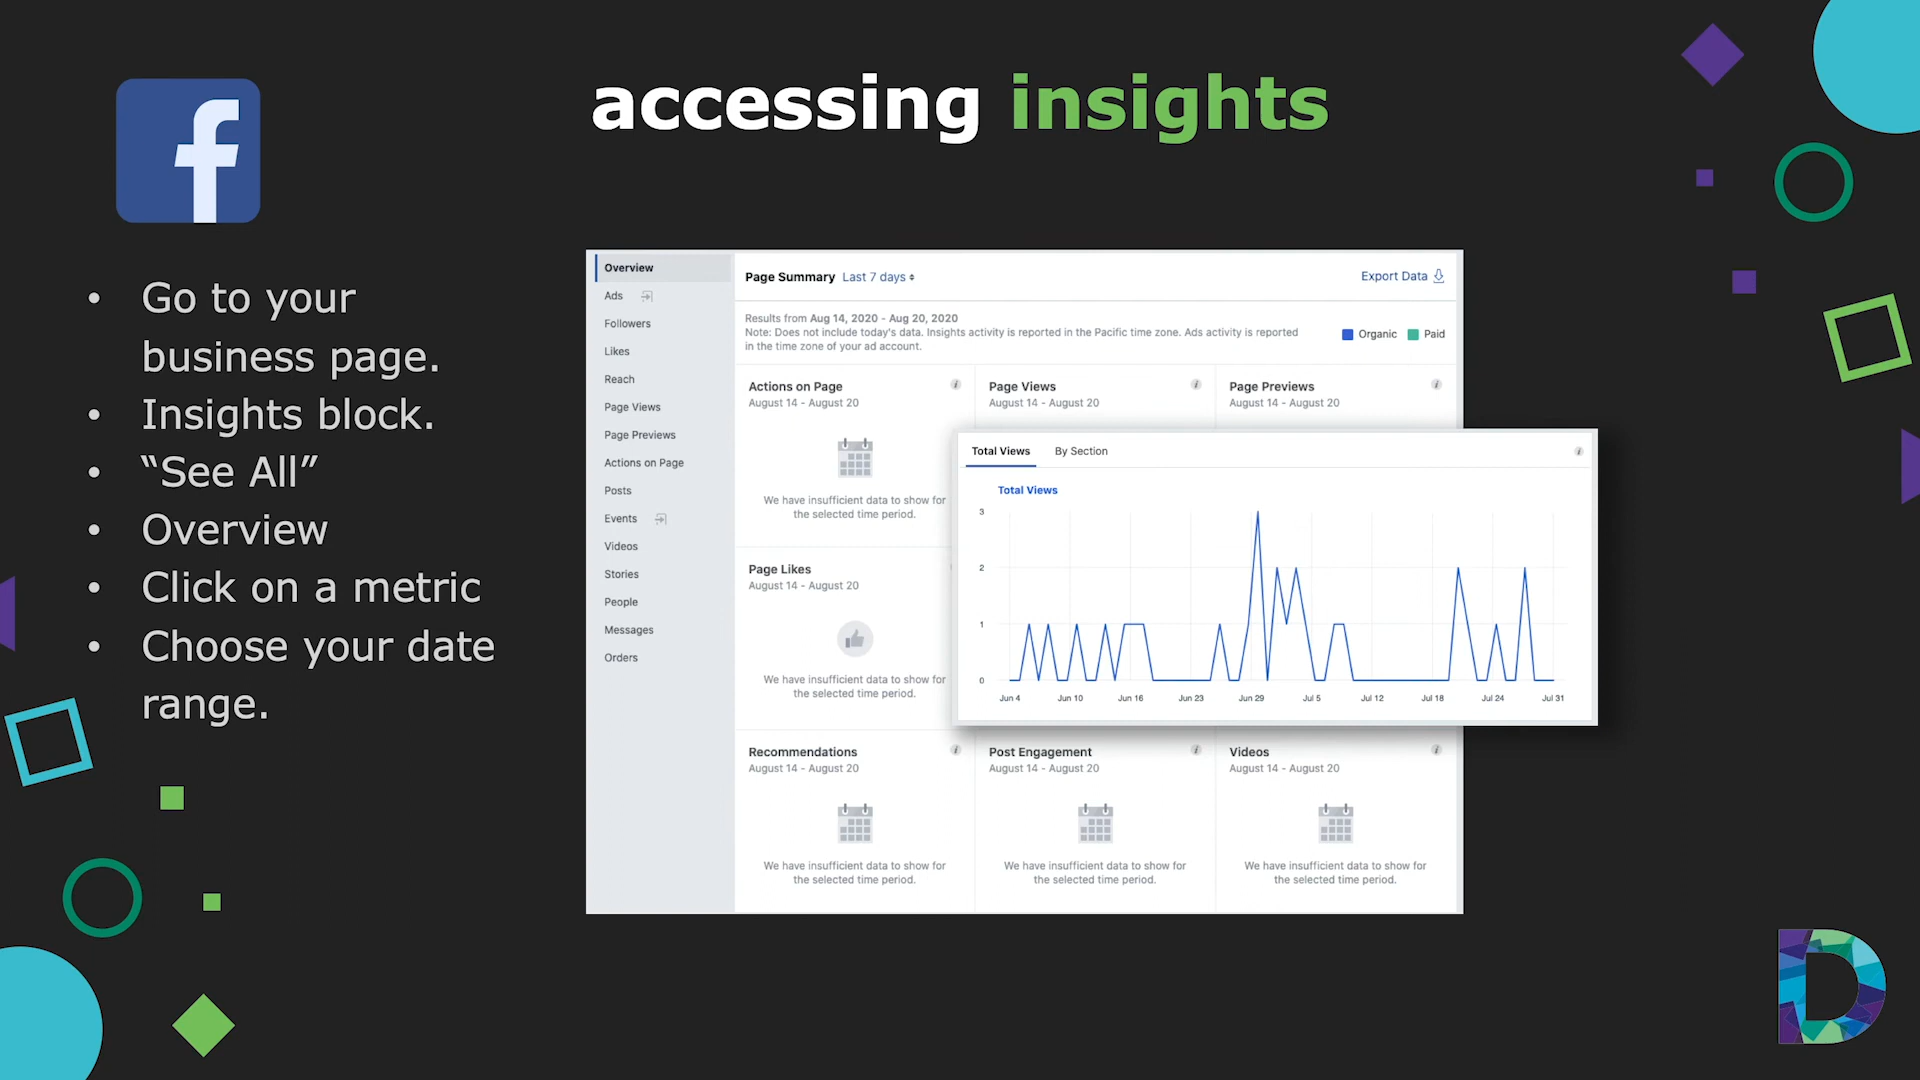 accessing insights
• Go to your
business page.
• Insights block.
• “See All”
• Overview
• Click on a metric
• Choose your date
range.
Overview
Ads
Followers
Likes
Reach
Page Views
Page Previews
Actions on Page
Posts
Events
Videos
Stories
People
Messages
Orders
Page Summary Last 7 days
Export Data
Results from Aug 14, 2020 - Aug 20, 2020
Note: Does not include today's data. Insights activity is reported in the Pacific time zone. Ads activity is reported
in the time zone of your ad account.
Organic Paid
Actions on Page
August 14 - August 20
We have insufficient data to show for
the selected time period.
Page Views
August 14 - August 20
Page Previews
August 14 - August 20
Total Views By Section
Total Views
3
2
1
0
Jun 4 Jun 10 Jun 16 Jun 23 Jun 29 Jul 5 Jul 12 Jul 18 Jul 24 Jul 31
Page Likes
August 14 - August 20
We have insufficient data to show for
the selected time period.
Recommendations
August 14 - August 20
We have insufficient data to show for
the selected time period.
Post Engagement
August 14 - August 20
We have insufficient data to show for
the selected time period.
Videos
August 14 - August 20
We have insufficient data to show for
the selected time period.